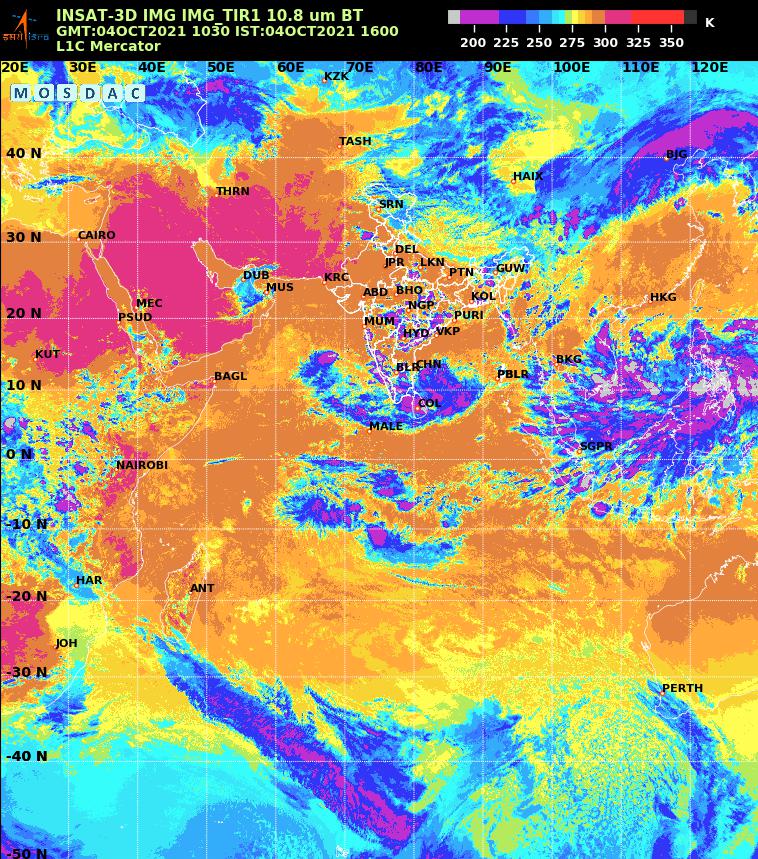 INSAT-3D IMG IMG_TIR1 10.8 um BT
GMT:04OCT2021 1030 IST:04OCT2021 1600
L1C Mercator
K
200 225 250 275 300 325 350
20E 30E 40E 50E 60E 70E 80E 90E 100E 110E 120E
KZK
M O S D A C
TASH
40 N
BJG
HAIX
THRN
SRN
CAIRO
30 N
DEL
JPR LKN
PTN GUW
DUB
KRC
MUS
ABD BHO
KOL
HKG
MEC
NGP
20 N
PSUD
PURI
MUM
HYD VKP
KUT
BKG
BLR CHN
BAGL
PBLR
10 N
COL
MALE
SGPR
0 N
NAIROBI
-10 N
HAR
ANT
-20 N
JOH
-30 N
PERTH
-40 N
-50 N